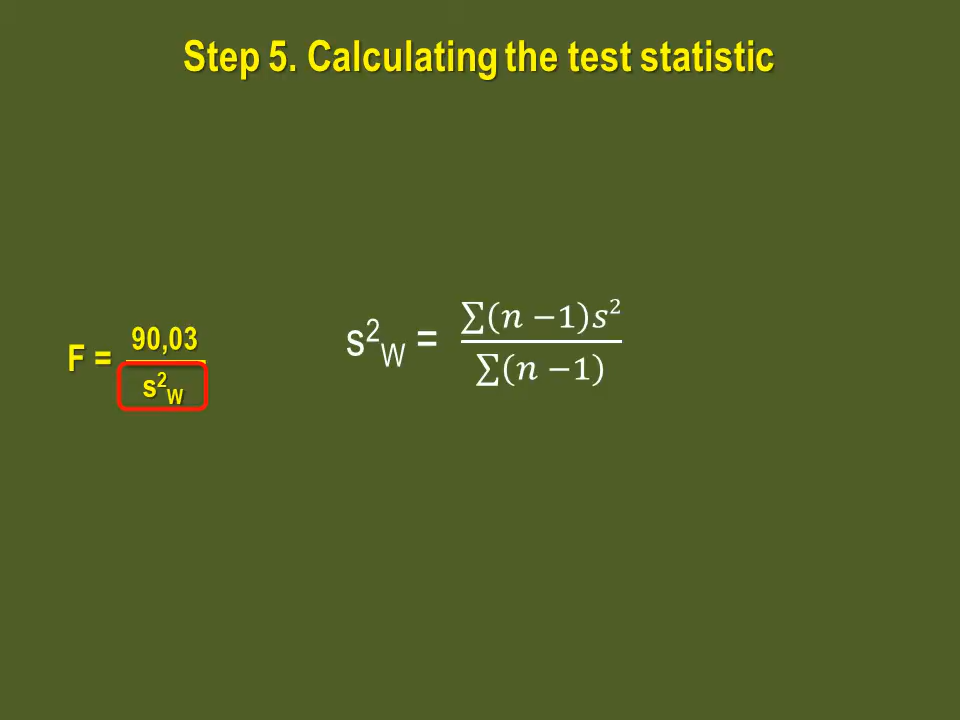 Step 5. Calculating the test statistic
F = 90,03 / s²W
s²W = ∑(n −1)s² / ∑(n −1)